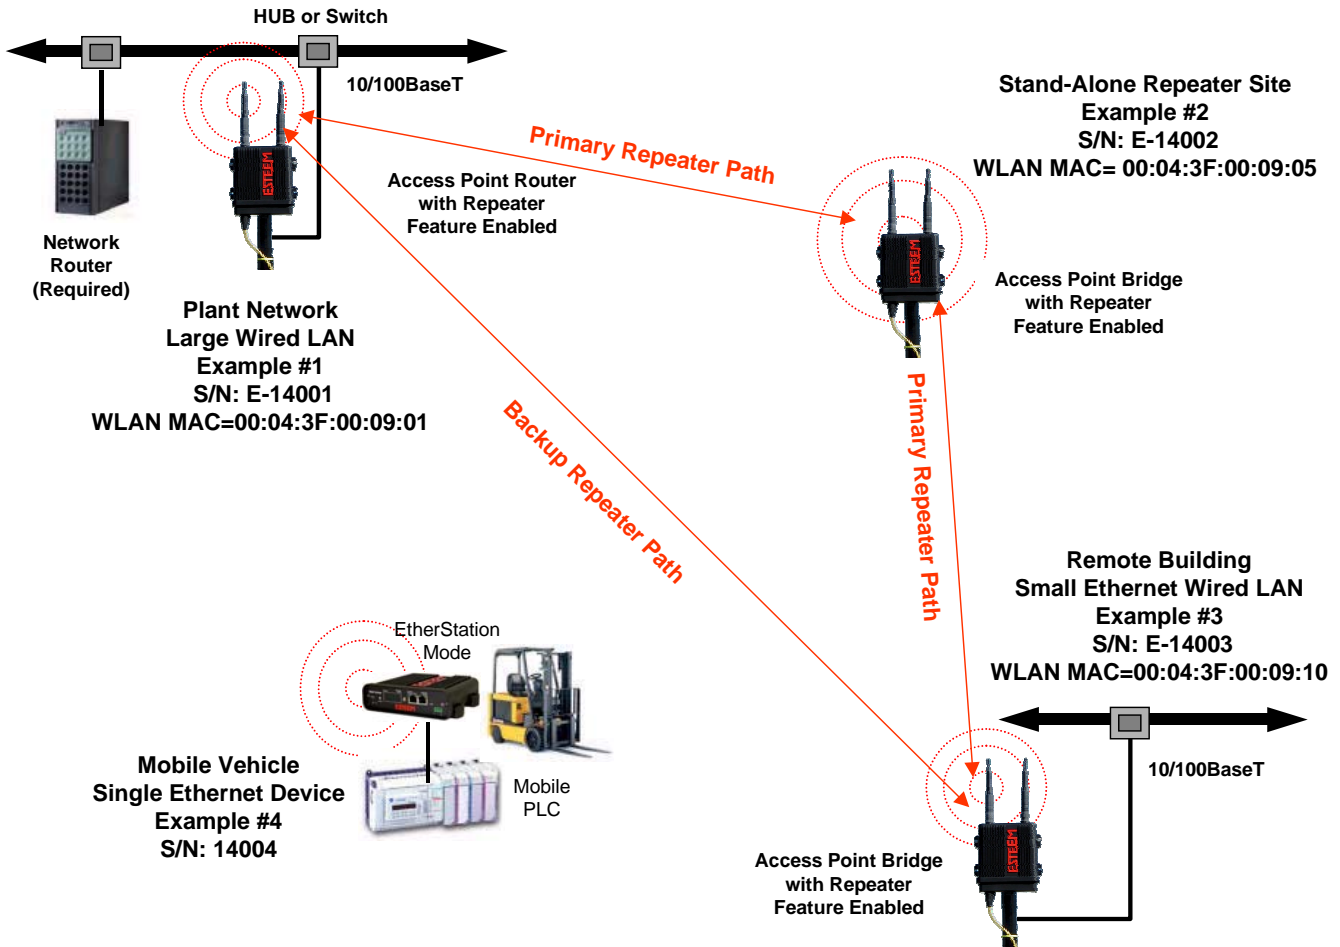 HUB or Switch
10/100BaseT
Network
Router
(Required)
ESTEEM
Access Point Router
with Repeater
Feature Enabled
Plant Network
Large Wired LAN
Example #1
S/N: E-14001
WLAN MAC=00:04:3F:00:09:01
Primary Repeater Path
Stand-Alone Repeater Site
Example #2
S/N: E-14002
WLAN MAC= 00:04:3F:00:09:05
ESTEEM
Access Point Bridge
with Repeater
Feature Enabled
Backup Repeater Path
Primary Repeater Path
Remote Building
Small Ethernet Wired LAN
Example #3
S/N: E-14003
WLAN MAC=00:04:3F:00:09:10
10/100BaseT
EtherStation
Mode
Mobile Vehicle
Single Ethernet Device
Example #4
S/N: 14004
Mobile
PLC
ESTEEM
Access Point Bridge
with Repeater
Feature Enabled